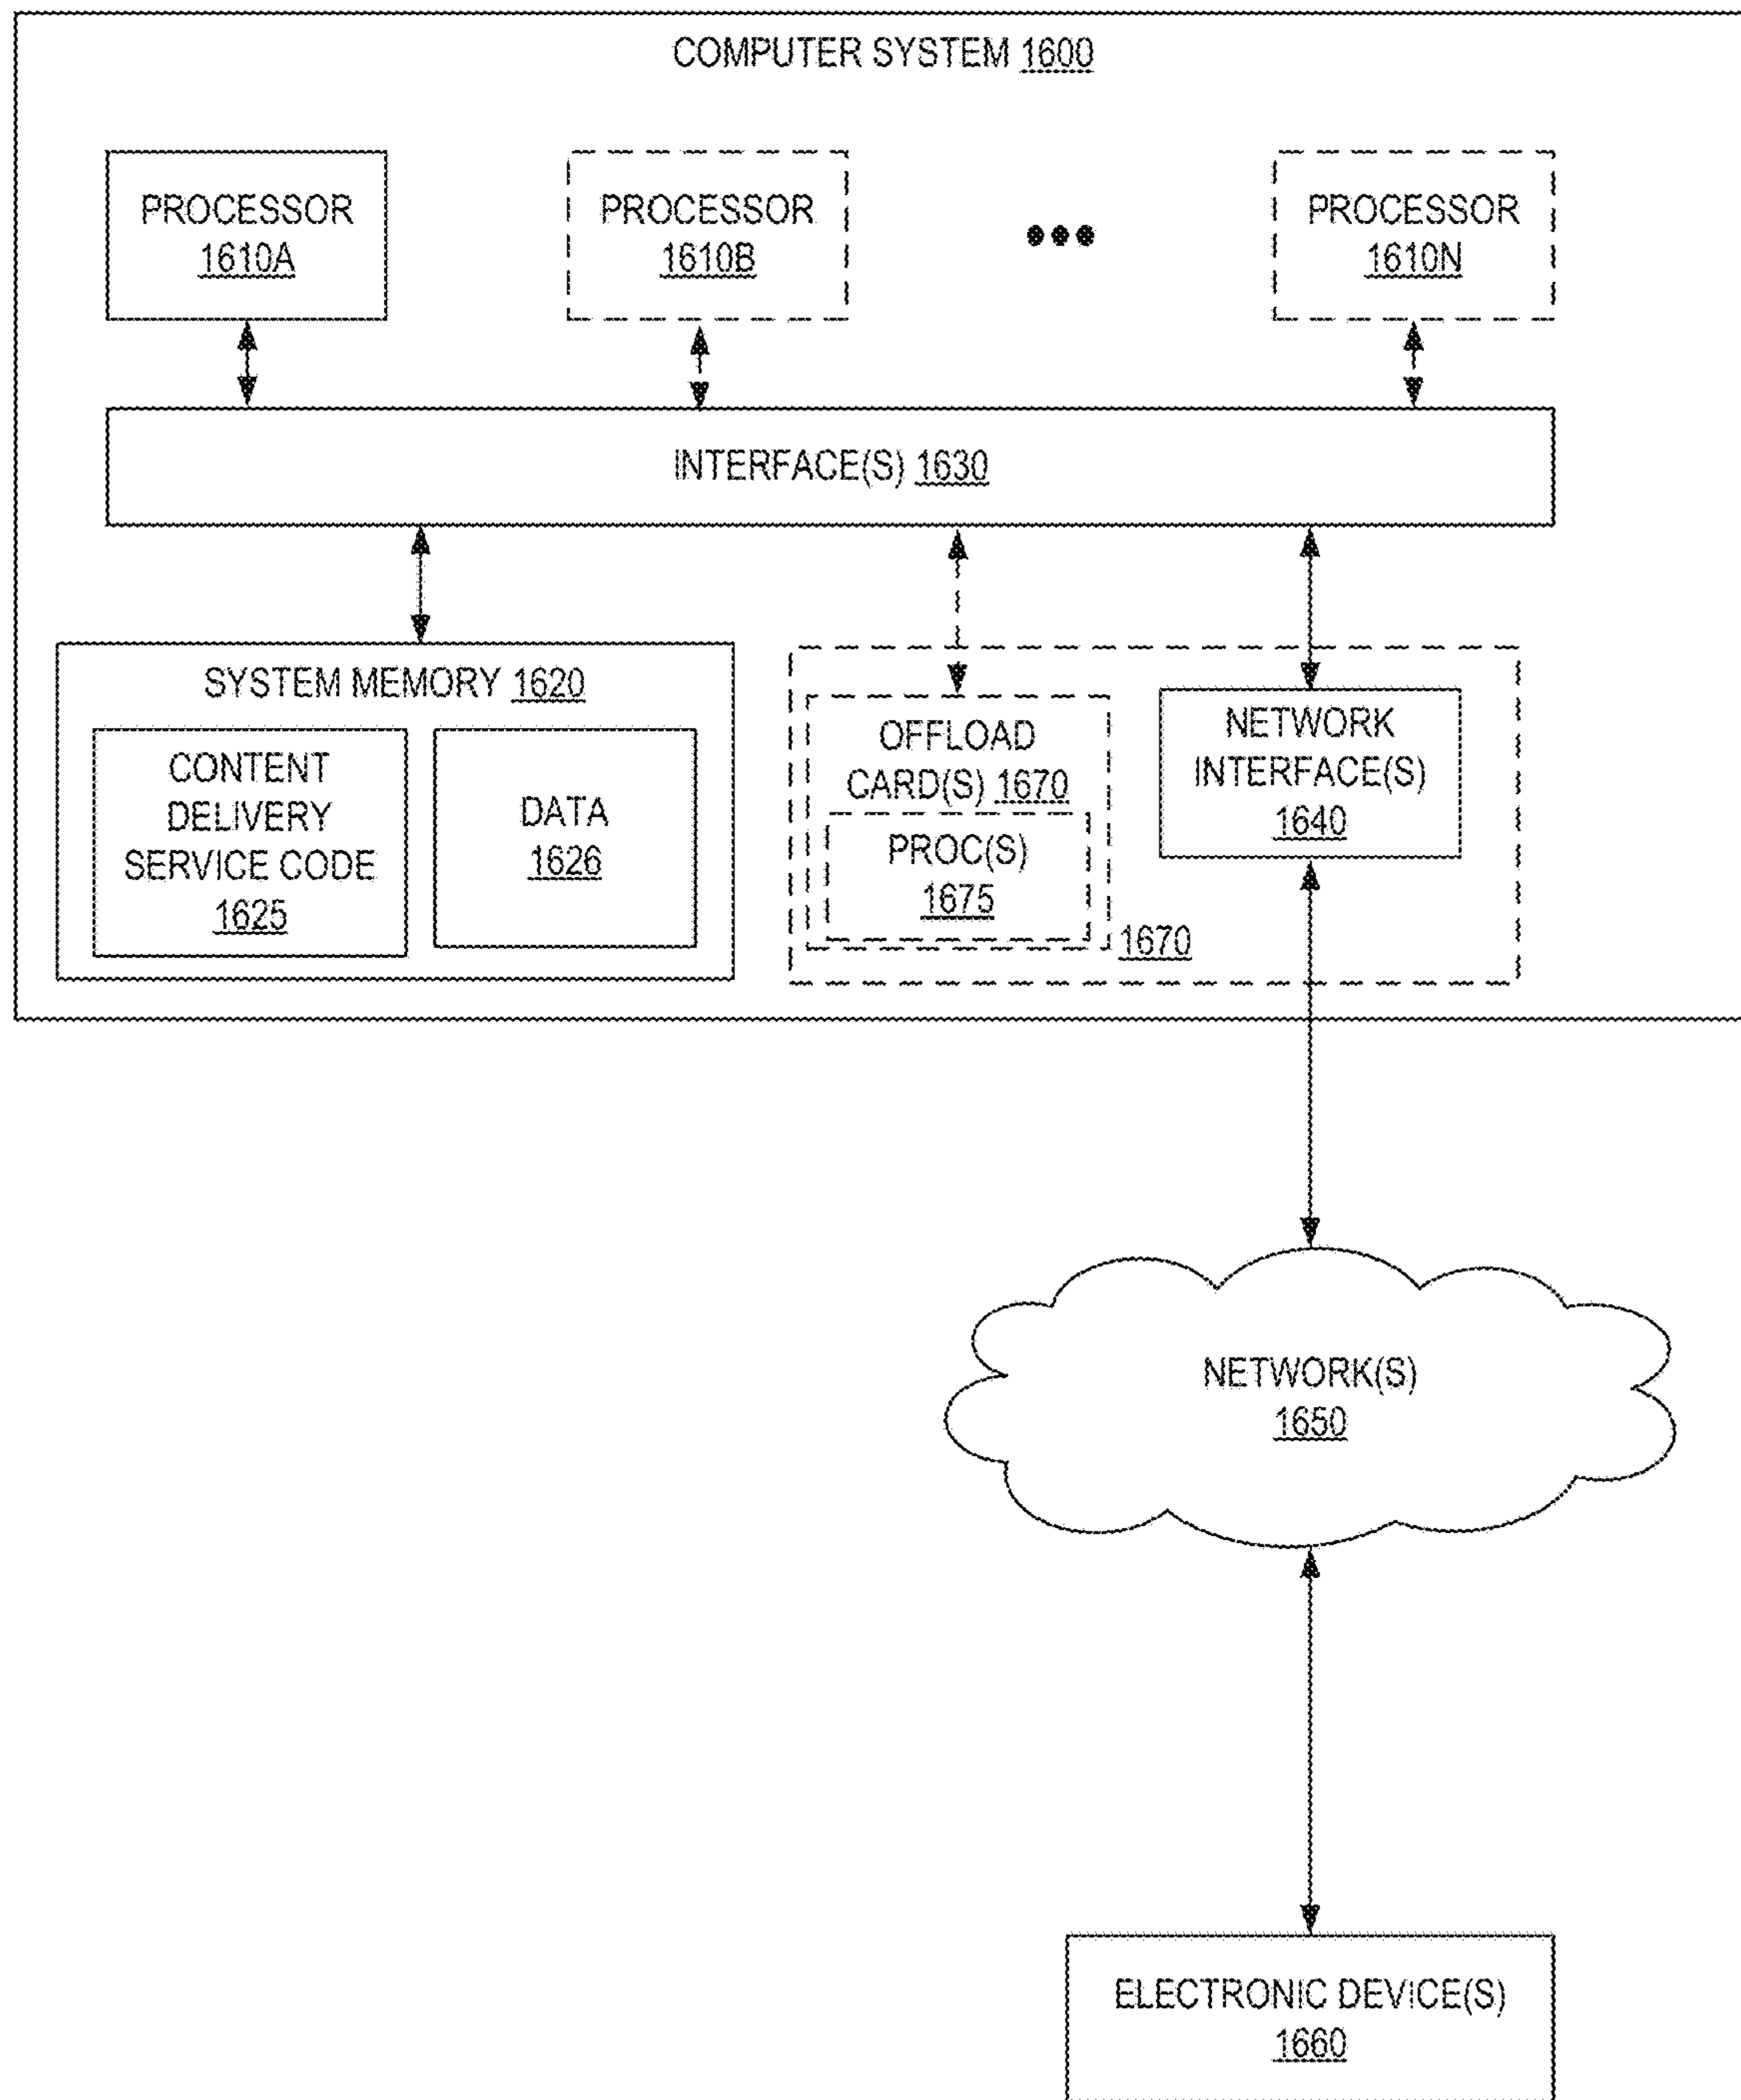 COMPUTER SYSTEM 1600
PROCESSOR
1610A
PROCESSOR
1610B
PROCESSOR
1610N
INTERFACE(S) 1630
SYSTEM MEMORY 1620
CONTENT
DELIVERY
SERVICE CODE
1625
DATA
1626
OFFLOAD
CARD(S) 1670
PROC(S)
1675
1670
NETWORK
INTERFACE(S)
1640
NETWORK(S)
1650
ELECTRONIC DEVICE(S)
1660